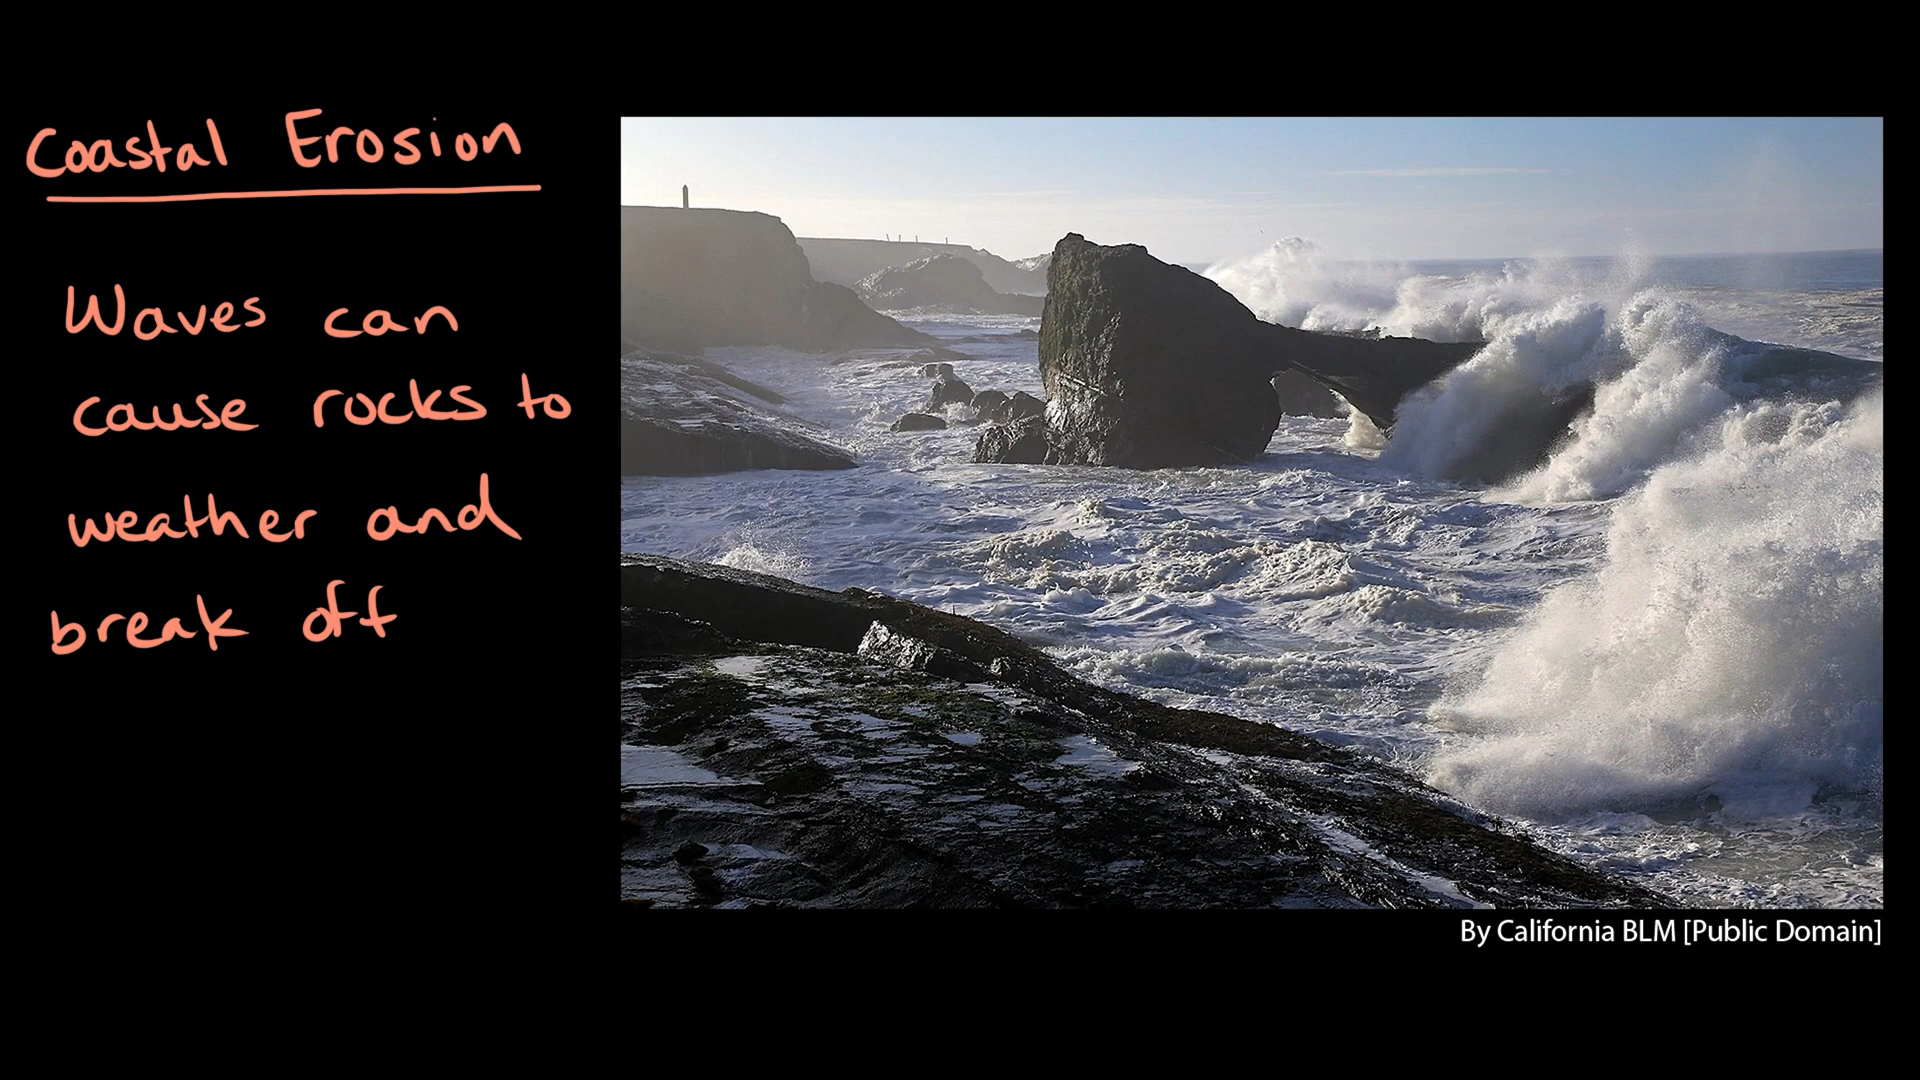 Coastal Erosion
Waves can
cause rocks to
weather and
break off
By California BLM [Public Domain]